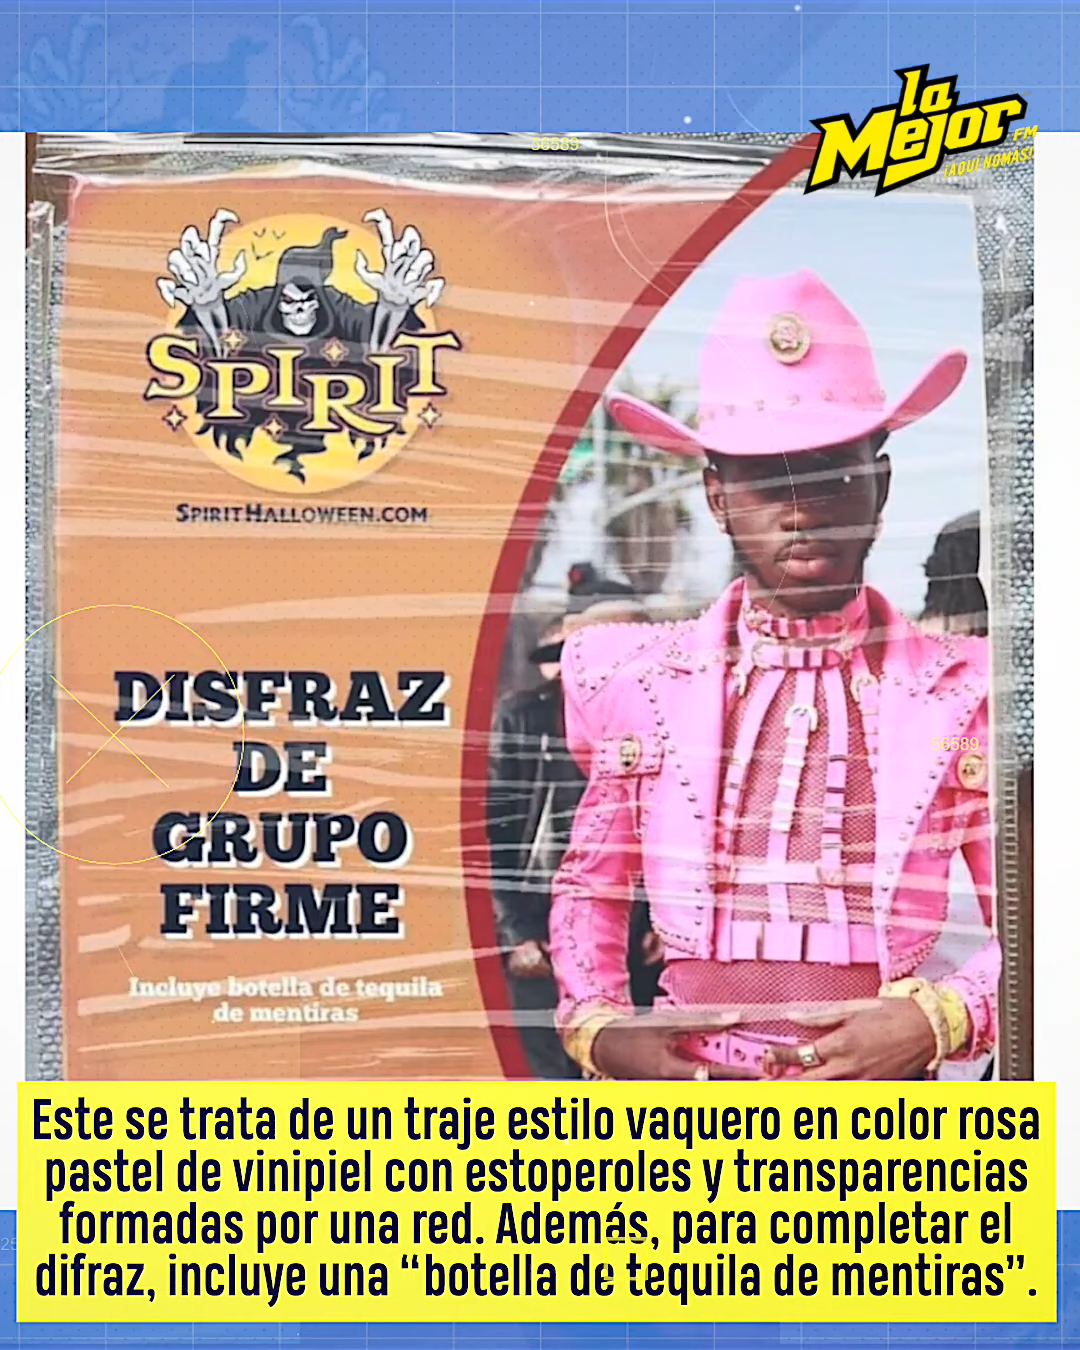 la
Mejor
FM
¡AQUÍ NOMÁS!
56589
SPIRIT
SPIRITHALLOWEEN.COM
DISFRAZ
DE
GRUPO
FIRME
56589
Incluye botella de tequila
de mentiras
Este se trata de un traje estilo vaquero en color rosa
pastel de vinipiel con estoperoles y transparencias
formadas por una red. Además, para completar el
difraz, incluye una “botella de tequila de mentiras”.